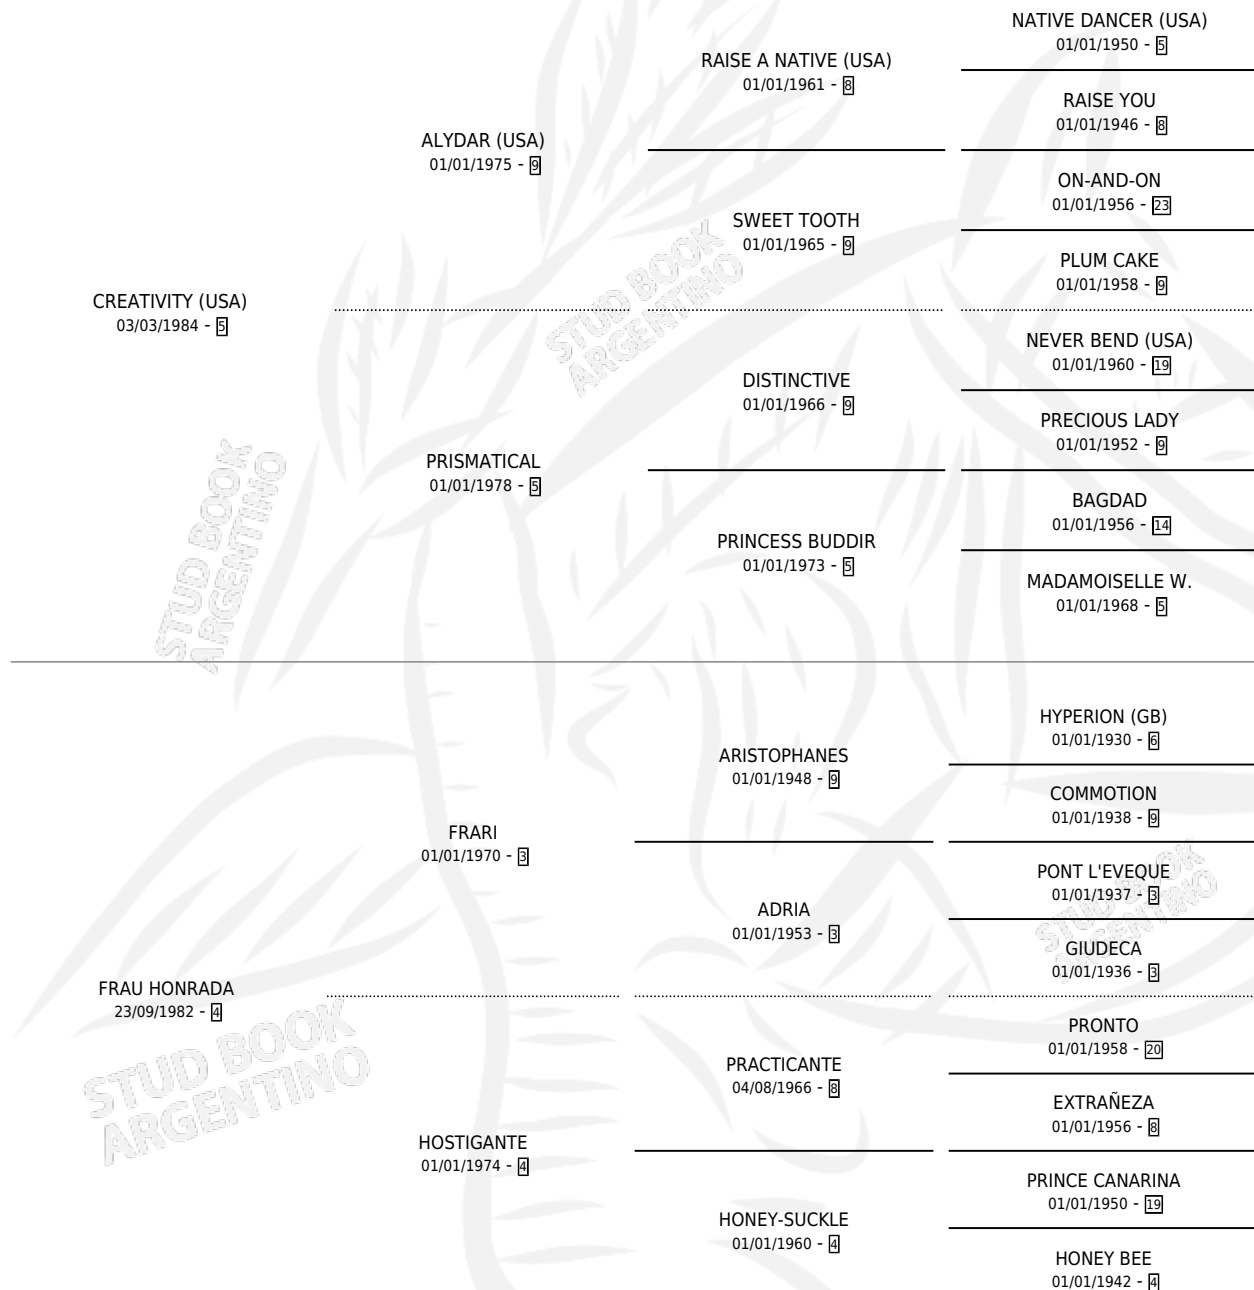 NATIVE DANCER (USA)
01/01/1950 - 5
RAISE A NATIVE (USA)
01/01/1961 - 8
RAISE YOU
01/01/1946 - 8
ALYDAR (USA)
01/01/1975 - 9
ON-AND-ON
01/01/1956 - 23
SWEET TOOTH
01/01/1965 - 9
PLUM CAKE
01/01/1958 - 9
CREATIVITY (USA)
03/03/1984 - 5
NEVER BEND (USA)
01/01/1960 - 19
DISTINCTIVE
01/01/1966 - 9
PRECIOUS LADY
01/01/1952 - 9
PRISMATICAL
01/01/1978 - 5
BAGDAD
01/01/1956 - 14
PRINCESS BUDDIR
01/01/1973 - 5
MADAMOISELLE W.
01/01/1968 - 5
HYPERION (GB)
01/01/1930 - 6
ARISTOPHANES
01/01/1948 - 9
COMMOTION
01/01/1938 - 9
FRARI
01/01/1970 - 3
PONT L'EVEQUE
01/01/1937 - 3
ADRIA
01/01/1953 - 3
GIUDECA
01/01/1936 - 3
FRAU HONRADA
23/09/1982 - 4
PRONTO
01/01/1958 - 20
PRACTICANTE
04/08/1966 - 8
EXTRAÑEZA
01/01/1956 - 8
HOSTIGANTE
01/01/1974 - 4
PRINCE CANARINA
01/01/1950 - 19
HONEY-SUCKLE
01/01/1960 - 4
HONEY BEE
01/01/1942 - 4
STUD BOOK
ARGENTINO
STUD BOOK
ARGENTINO
STUD BOOK
ARGENTINO
STUD BOOK
ARGENTINO